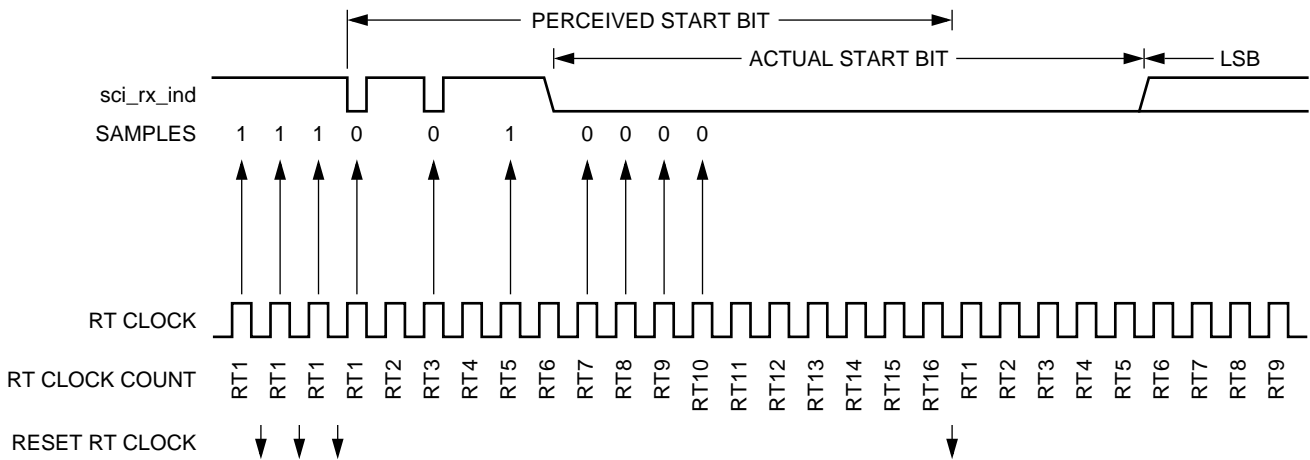 PERCEIVED START BIT
ACTUAL START BIT
LSB
sci_rx_ind
SAMPLES 1 1 1 0 0 1 0 0 0 0
RT CLOCK
RT CLOCK COUNT RT1 RT1 RT1 RT1 RT2 RT3 RT4 RT5 RT6 RT7 RT8 RT9 RT10 RT11 RT12 RT13 RT14 RT15 RT16 RT1 RT2 RT3 RT4 RT5 RT6 RT7 RT8 RT9
RESET RT CLOCK